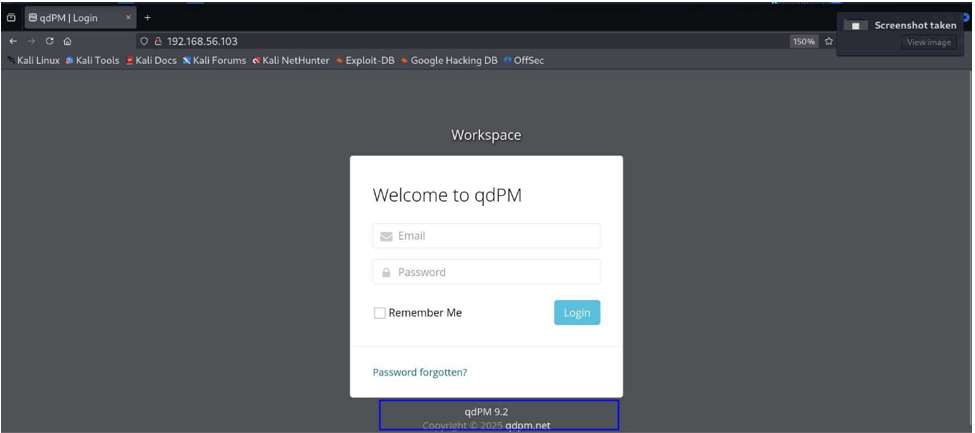 qdPM | Login
192.168.56.103
150%
Screenshot taken
View image
Kali Linux Kali Tools Kali Docs Kali Forums Kali NetHunter Exploit-DB Google Hacking DB OffSec
Workspace
Welcome to qdPM
Email
Password
Remember Me
Login
Password forgotten?
qdPM 9.2
Copyright © 2025 qdpm.net